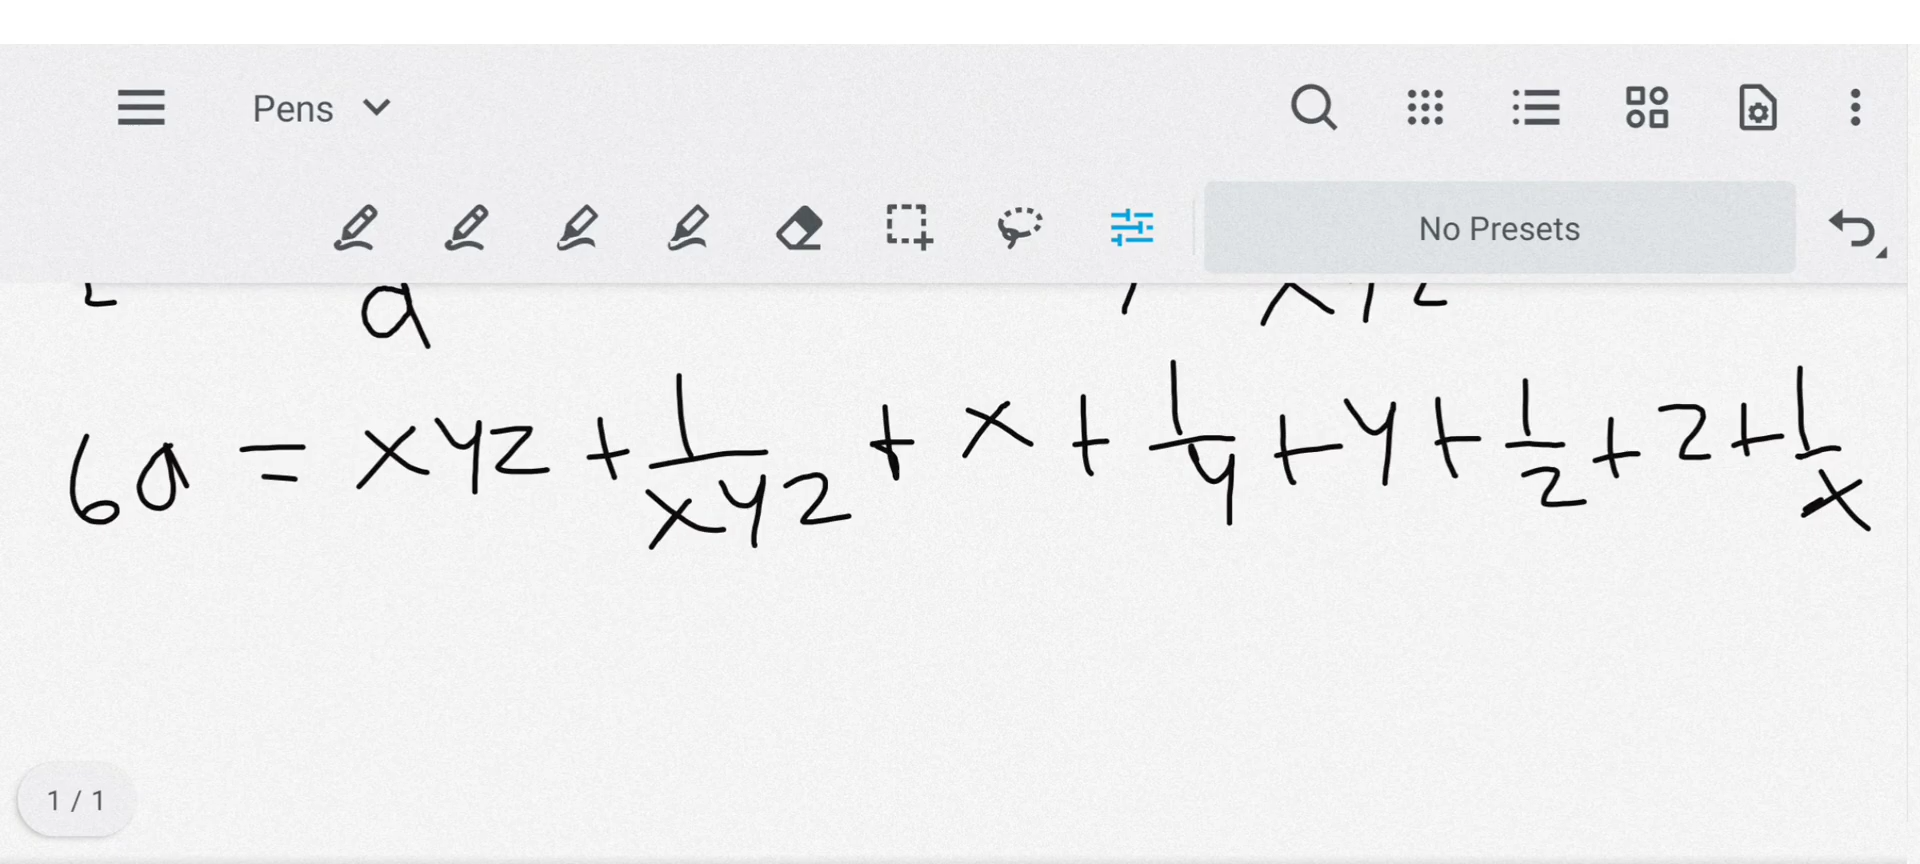 Pens
No Presets
a
6a = xyz + 1/xyz + x + 1/y + y + 1/z + z + 1/x
1 / 1